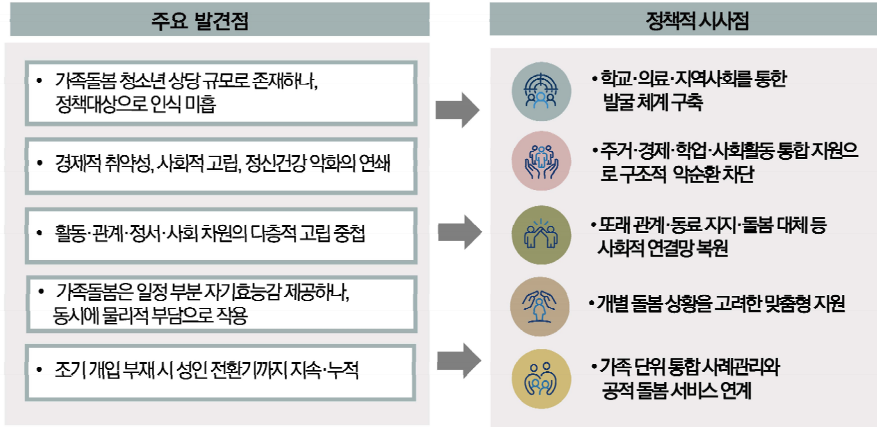 주요 발견점
• 가족돌봄 청소년 상당 규모로 존재하나,
정책대상으로 인식 미흡
• 경제적 취약성, 사회적 고립, 정신건강 악화의 연쇄
• 활동·관계·정서·사회 차원의 다층적 고립 중첩
• 가족돌봄은 일정 부분 자기효능감 제공하나,
동시에 물리적 부담으로 작용
• 조기 개입 부재 시 성인 전환기까지 지속·누적
정책적 시사점
• 학교·의료·지역사회를 통한
발굴 체계 구축
• 주거·경제·학업·사회활동 통합 지원으
로 구조적 악순환 차단
• 또래 관계·동료 지지·돌봄 대체 등
사회적 연결망 복원
• 개별 돌봄 상황을 고려한 맞춤형 지원
• 가족 단위 통합 사례관리와
공적 돌봄 서비스 연계